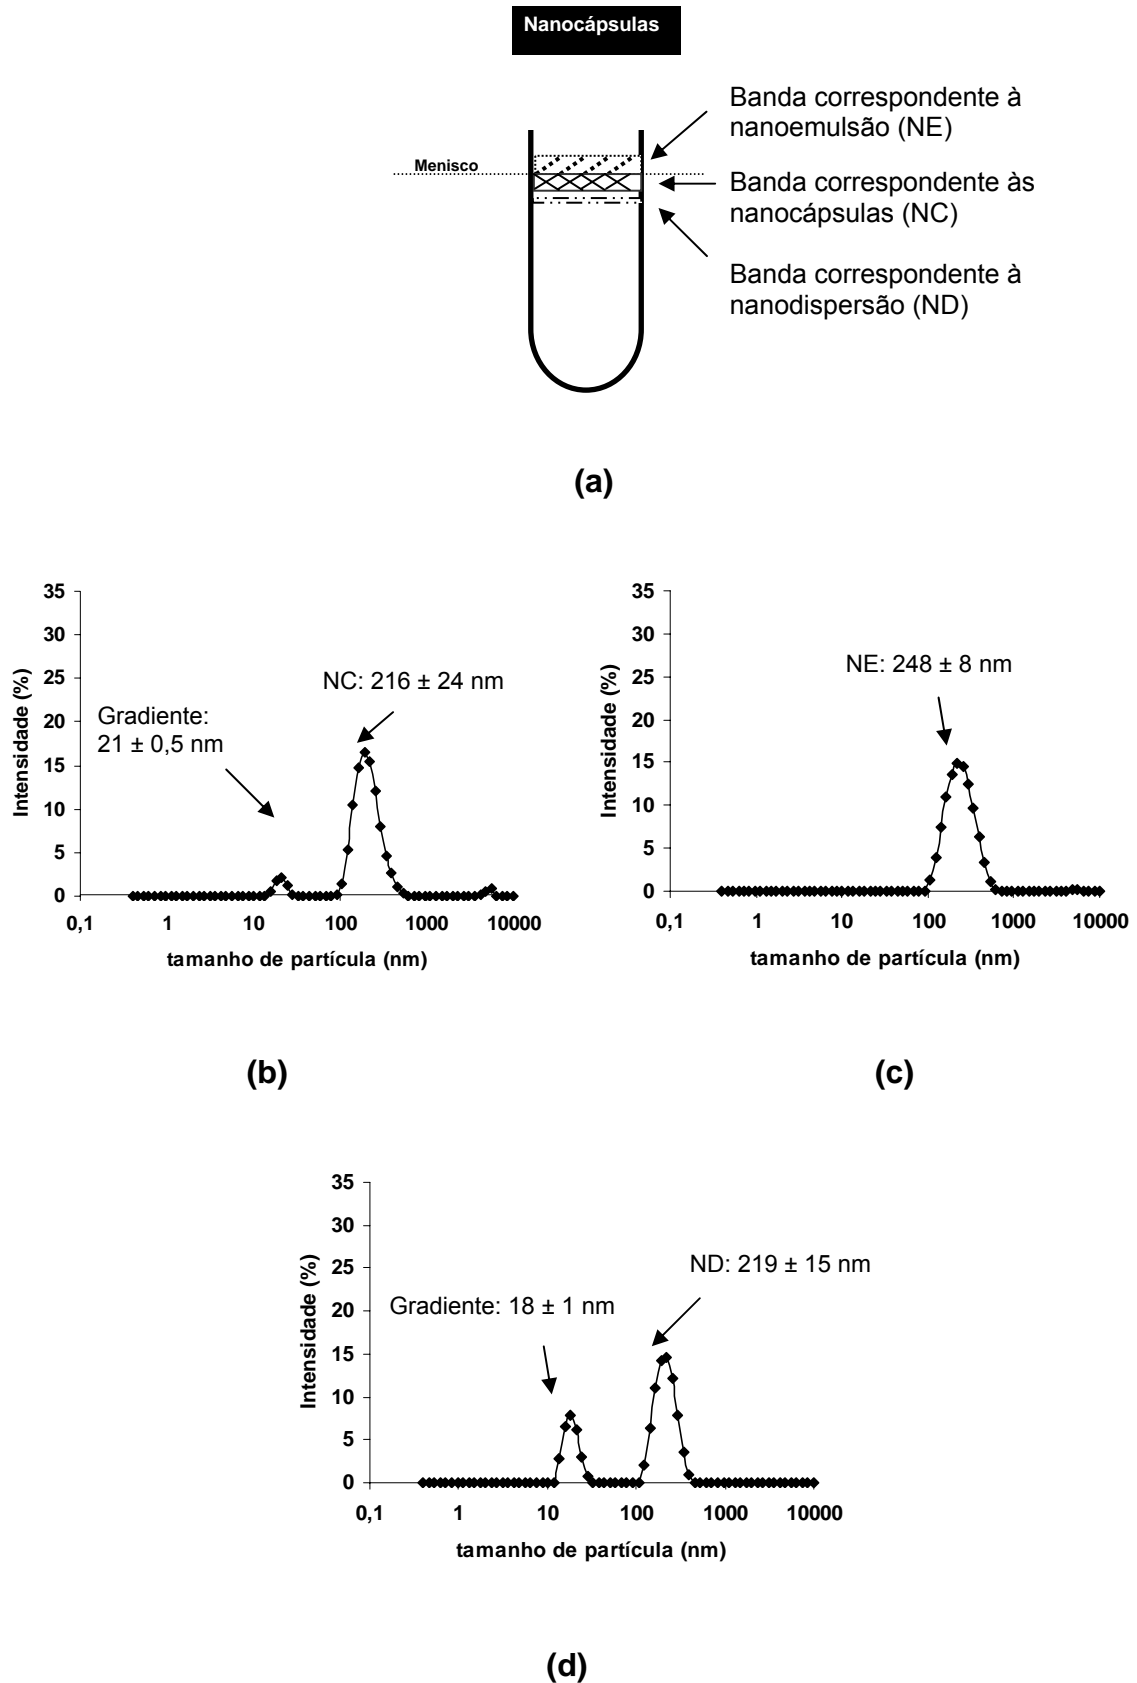 Nanocápsulas
Banda correspondente à
nanoemulsão (NE)
Menisco
Banda correspondente às
nanocápsulas (NC)
Banda correspondente à
nanodispersão (ND)
(a)
35
30
25
20
15
10
5
0
Intensidade (%)
Gradiente:
21 ± 0,5 nm
NC: 216 ± 24 nm
0,1 1 10 100 1000 10000
tamanho de partícula (nm)
(b)
35
30
25
20
15
10
5
0
Intensidade (%)
NE: 248 ± 8 nm
0,1 1 10 100 1000 10000
tamanho de partícula (nm)
(c)
35
30
25
20
15
10
5
0
Intensidade (%)
ND: 219 ± 15 nm
Gradiente: 18 ± 1 nm
0,1 1 10 100 1000 10000
tamanho de partícula (nm)
(d)